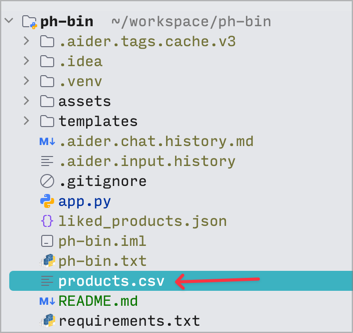 ph-bin ~/workspace/ph-bin
.aider.tags.cache.v3
.idea
.venv
assets
templates
M↓ .aider.chat.history.md
.aider.input.history
.gitignore
app.py
{} liked_products.json
ph-bin.iml
ph-bin.txt
products.csv
M↓ README.md
requirements.txt